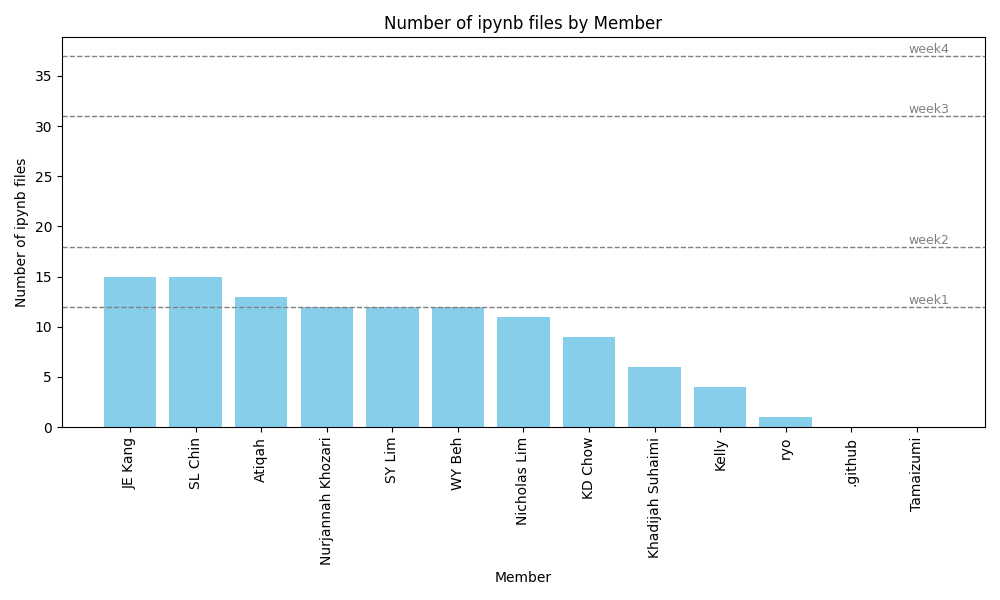 Number of ipynb files by Member
Number of ipynb files
35
30
25
20
15
10
5
0
week4
week3
week2
week1
JE Kang
SL Chin
Atiqah
Nurjannah Khozari
SY Lim
WY Beh
Nicholas Lim
KD Chow
Khadijah Suhaimi
Kelly
ryo
.github
Tamaizumi
Member